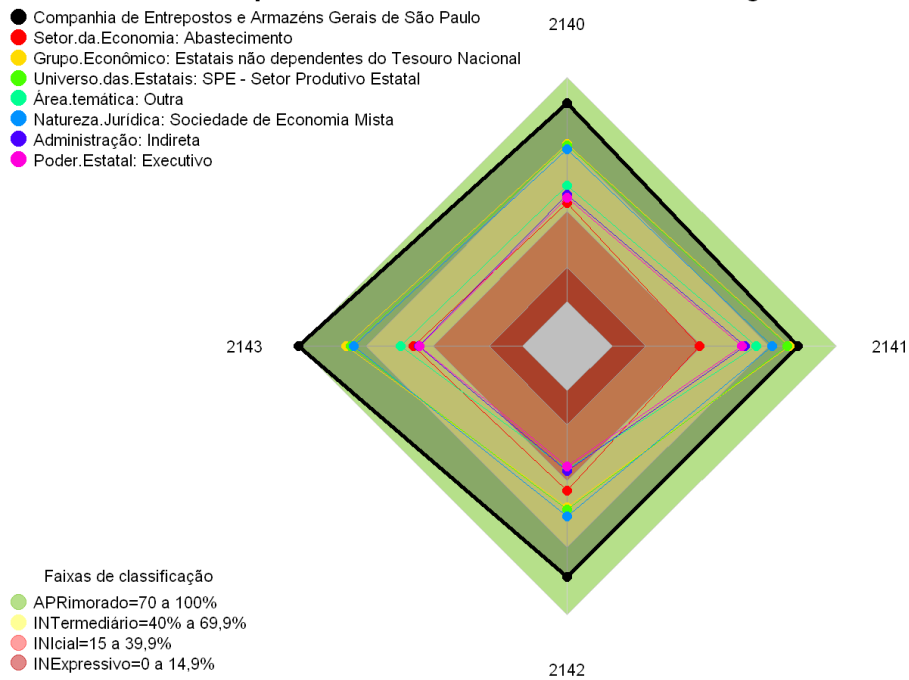 Companhia de Entrepostos e Armazéns Gerais de São Paulo
Setor.da.Economia: Abastecimento
Grupo.Econômico: Estatais não dependentes do Tesouro Nacional
Universo.das.Estatais: SPE - Setor Produtivo Estatal
Área.temática: Outra
Natureza.Jurídica: Sociedade de Economia Mista
Administração: Indireta
Poder.Estatal: Executivo
2140
2143
2141
2142
Faixas de classificação
APRimorado=70 a 100%
INTermediário=40% a 69,9%
INIcial=15 a 39,9%
INExpressivo=0 a 14,9%